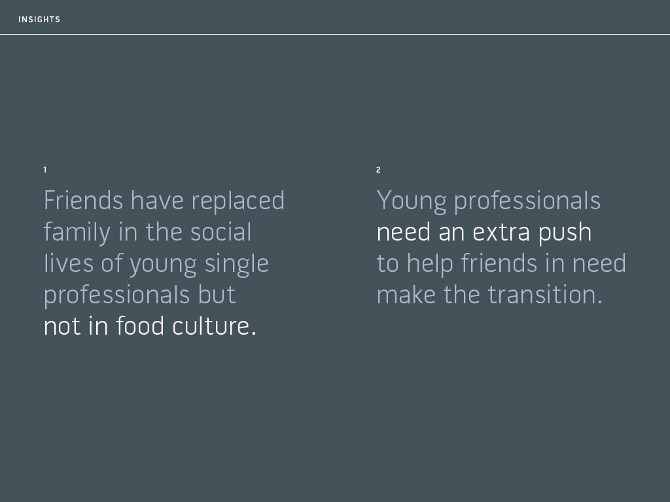 INSIGHTS
1
Friends have replaced
family in the social
lives of young single
professionals but
not in food culture.
2
Young professionals
need an extra push
to help friends in need
make the transition.